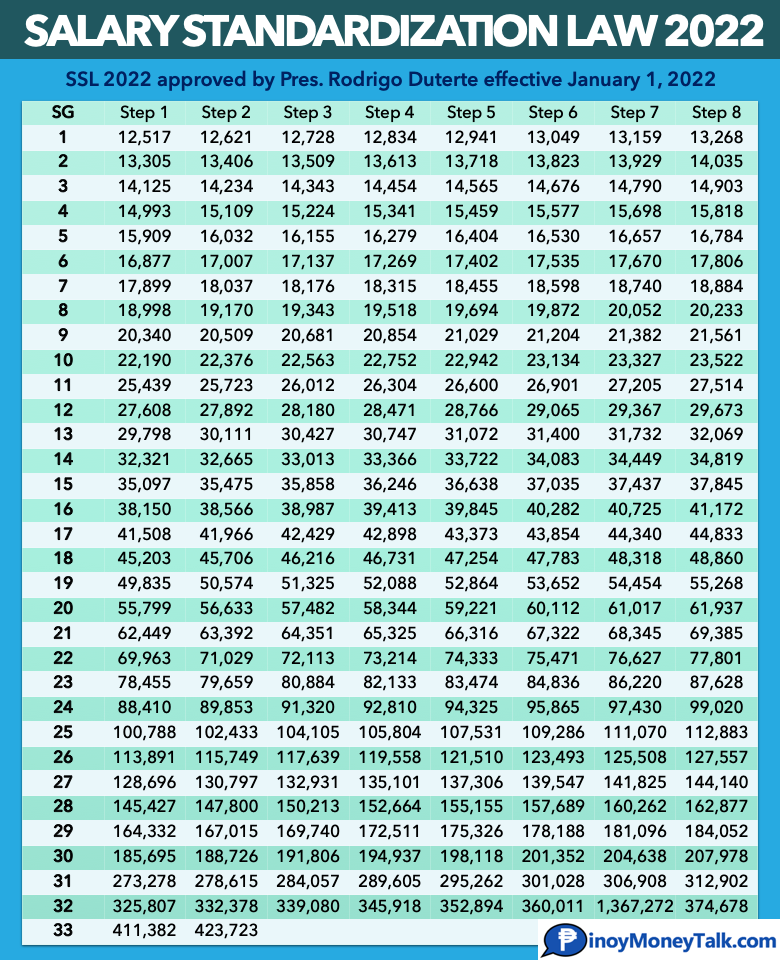 SALARY STANDARDIZATION LAW 2022
SSL 2022 approved by Pres. Rodrigo Duterte effective January 1, 2022
SG Step 1 Step 2 Step 3 Step 4 Step 5 Step 6 Step 7 Step 8
1 12,517 12,621 12,728 12,834 12,941 13,049 13,159 13,268
2 13,305 13,406 13,509 13,613 13,718 13,823 13,929 14,035
3 14,125 14,234 14,343 14,454 14,565 14,676 14,790 14,903
4 14,993 15,109 15,224 15,341 15,459 15,577 15,698 15,818
5 15,909 16,032 16,155 16,279 16,404 16,530 16,657 16,784
6 16,877 17,007 17,137 17,269 17,402 17,535 17,670 17,806
7 17,899 18,037 18,176 18,315 18,455 18,598 18,740 18,884
8 18,998 19,170 19,343 19,518 19,694 19,872 20,052 20,233
9 20,340 20,509 20,681 20,854 21,029 21,204 21,382 21,561
10 22,190 22,376 22,563 22,752 22,942 23,134 23,327 23,522
11 25,439 25,723 26,012 26,304 26,600 26,901 27,205 27,514
12 27,608 27,892 28,180 28,471 28,766 29,065 29,367 29,673
13 29,798 30,111 30,427 30,747 31,072 31,400 31,732 32,069
14 32,321 32,665 33,013 33,366 33,722 34,083 34,449 34,819
15 35,097 35,475 35,858 36,246 36,638 37,035 37,437 37,845
16 38,150 38,566 38,987 39,413 39,845 40,282 40,725 41,172
17 41,508 41,966 42,429 42,898 43,373 43,854 44,340 44,833
18 45,203 45,706 46,216 46,731 47,254 47,783 48,318 48,860
19 49,835 50,574 51,325 52,088 52,864 53,652 54,454 55,268
20 55,799 56,633 57,482 58,344 59,221 60,112 61,017 61,937
21 62,449 63,392 64,351 65,325 66,316 67,322 68,345 69,385
22 69,963 71,029 72,113 73,214 74,333 75,471 76,627 77,801
23 78,455 79,659 80,884 82,133 83,474 84,836 86,220 87,628
24 88,410 89,853 91,320 92,810 94,325 95,865 97,430 99,020
25 100,788 102,433 104,105 105,804 107,531 109,286 111,070 112,883
26 113,891 115,749 117,639 119,558 121,510 123,493 125,508 127,557
27 128,696 130,797 132,931 135,101 137,306 139,547 141,825 144,140
28 145,427 147,800 150,213 152,664 155,155 157,689 160,262 162,877
29 164,332 167,015 169,740 172,511 175,326 178,188 181,096 184,052
30 185,695 188,726 191,806 194,937 198,118 201,352 204,638 207,978
31 273,278 278,615 284,057 289,605 295,262 301,028 306,908 312,902
32 325,807 332,378 339,080 345,918 352,894 360,011 1,367,272 374,678
33 411,382 423,723
₱inoyMoneyTalk.com